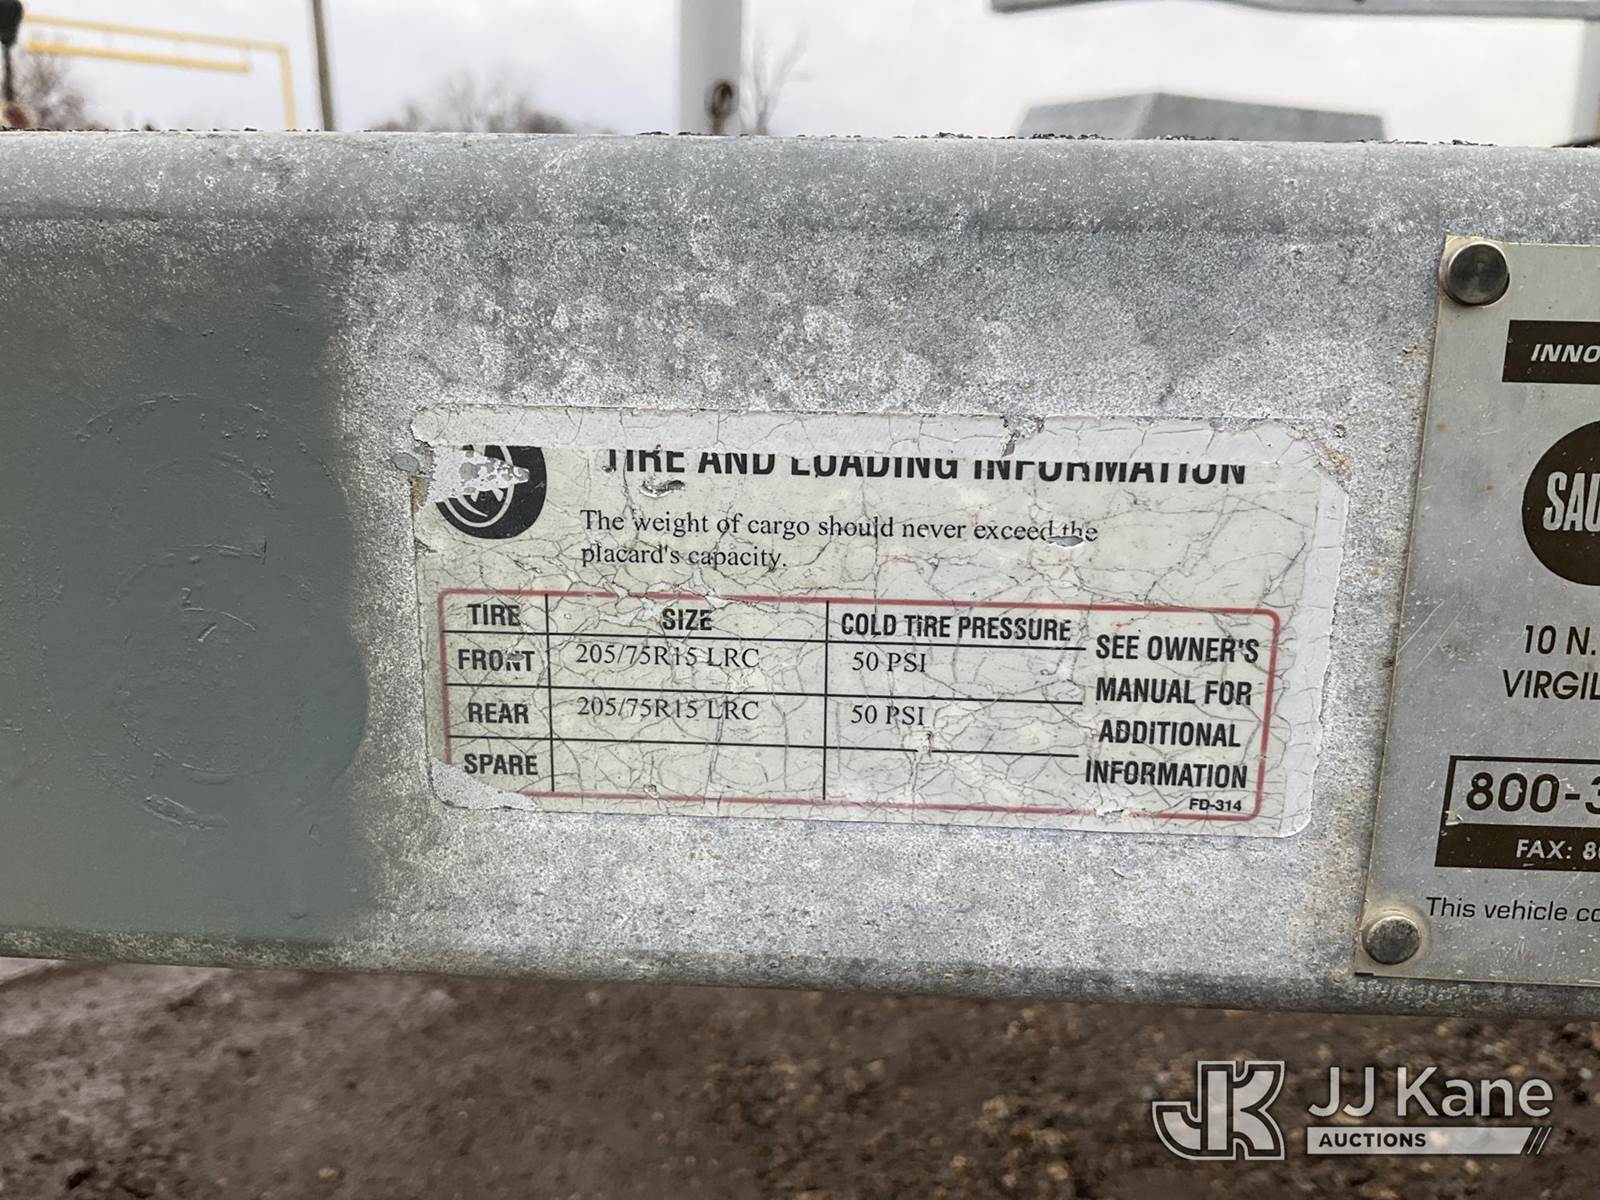 TIRE AND LOADING INFORMATION
The weight of cargo should never exceed the
placard's capacity.
TIRE SIZE COLD TIRE PRESSURE
FRONT 205/75R15 LRC 50 PSI
REAR 205/75R15 LRC 50 PSI
SPARE
SEE OWNER'S
MANUAL FOR
ADDITIONAL
INFORMATION
FD-314
INNO
SAU
10 N.
VIRGIL
800-3
FAX: 8
This vehicle co
JK JJ Kane
AUCTIONS